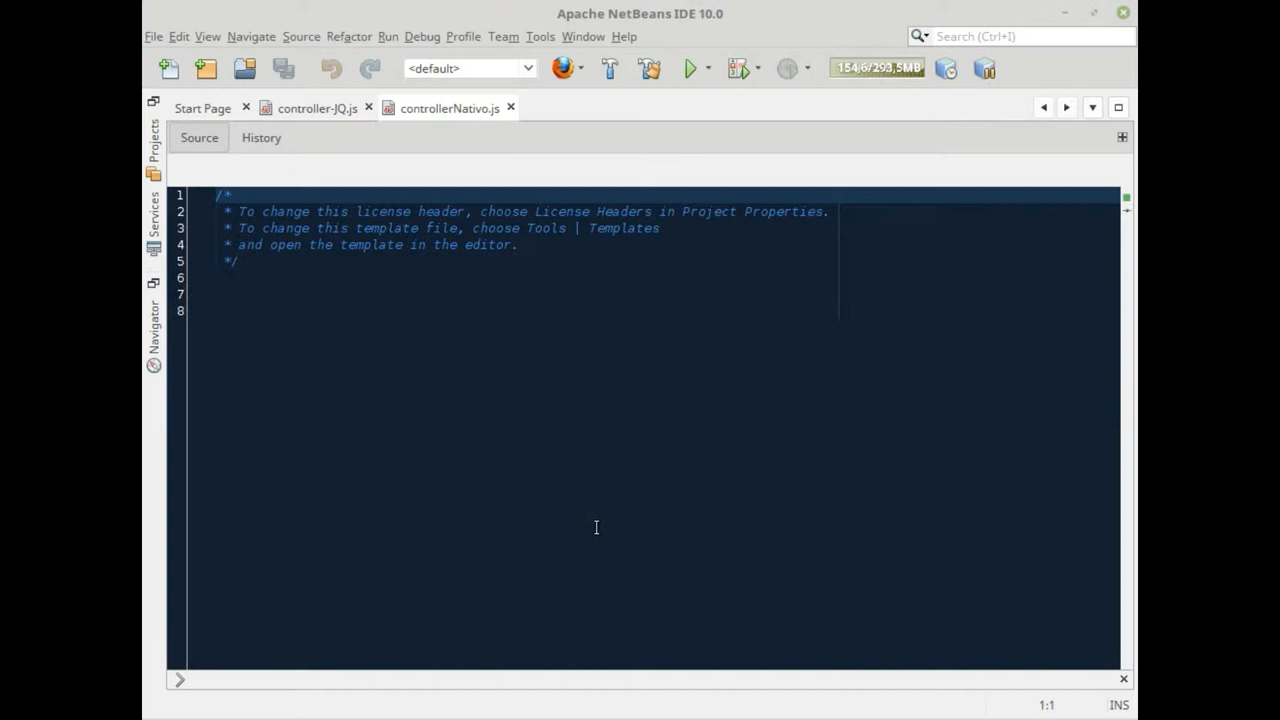 Apache NetBeans IDE 10.0
File Edit View Navigate Source Refactor Run Debug Profile Team Tools Window Help
Search (Ctrl+I)
<default>
154,6/293,5MB
Start Page controller-JQ.js controllerNativo.js
Source History
Projects
Services
Navigator
1 /*
2 * To change this license header, choose License Headers in Project Properties.
3 * To change this template file, choose Tools | Templates
4 * and open the template in the editor.
5 */
6
7
8
1:1 INS